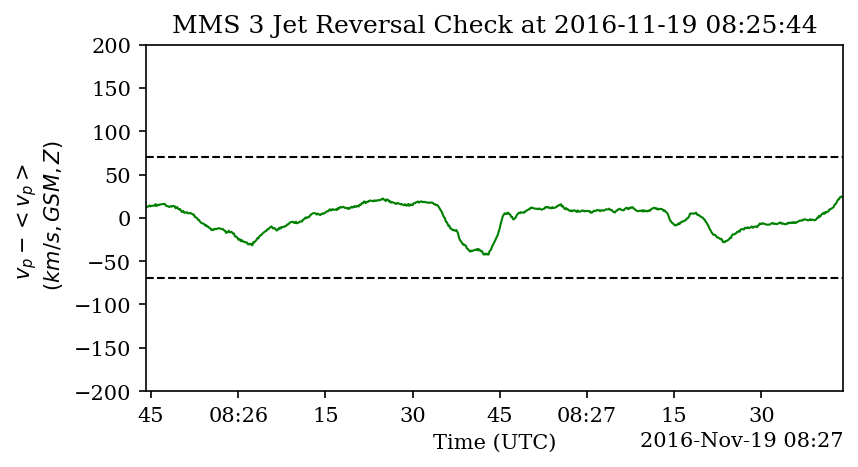 MMS 3 Jet Reversal Check at 2016-11-19 08:25:44
v_p − <v_p>
(km/s, GSM, Z)
200
150
100
50
0
−50
−100
−150
−200
45 08:26 15 30 45 08:27 15 30
Time (UTC)
2016-Nov-19 08:27